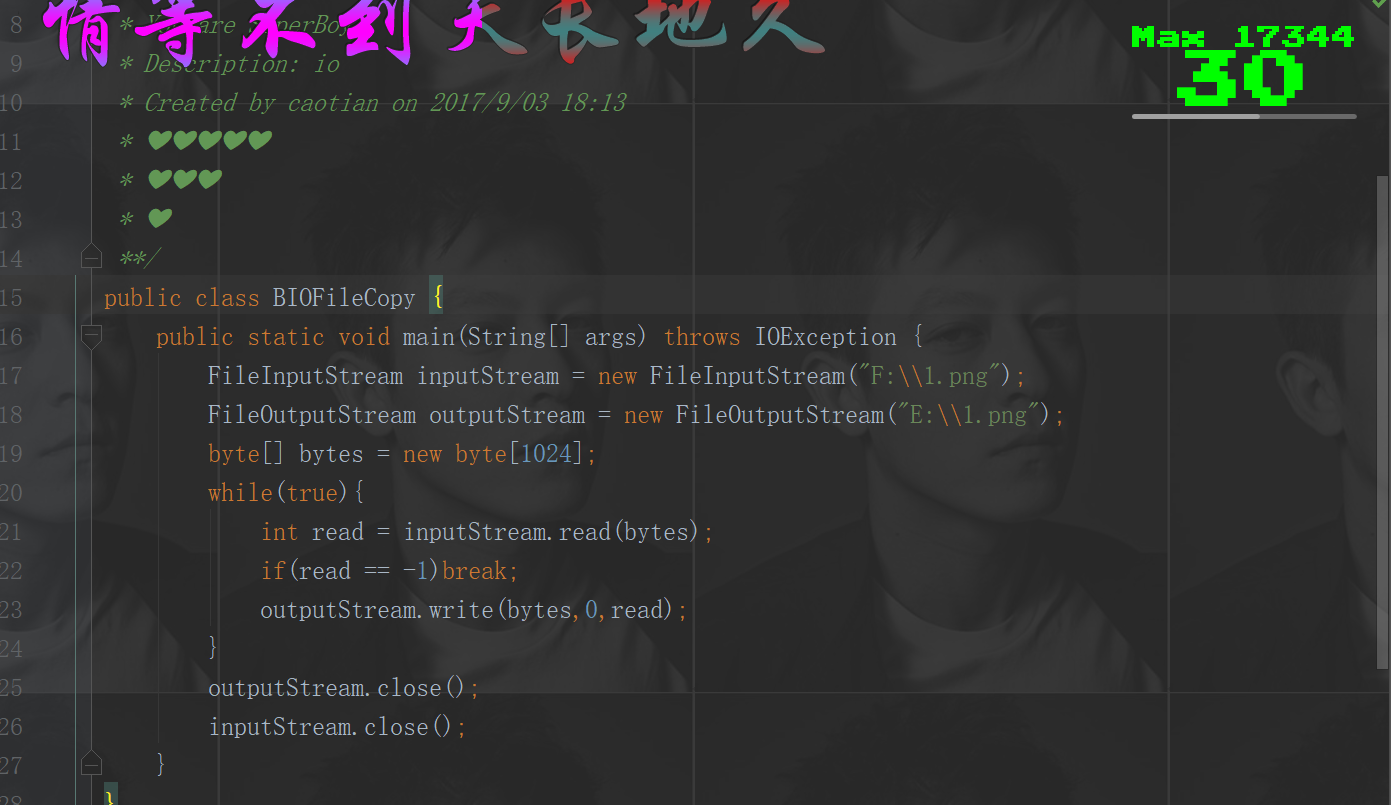 情等不到天长地久
Max 17344
30
8 * You are SuperBoy
9 * Description: io
10 * Created by caotian on 2017/9/03 18:13
11 * ♥♥♥♥♥
12 * ♥♥♥
13 * ♥
14 **/
15 public class BIOFileCopy {
16 public static void main(String[] args) throws IOException {
17 FileInputStream inputStream = new FileInputStream("F:\\1.png");
18 FileOutputStream outputStream = new FileOutputStream("E:\\1.png");
19 byte[] bytes = new byte[1024];
20 while(true){
21 int read = inputStream.read(bytes);
22 if(read == -1)break;
23 outputStream.write(bytes,0,read);
24 }
25 outputStream.close();
26 inputStream.close();
27 }
28 }